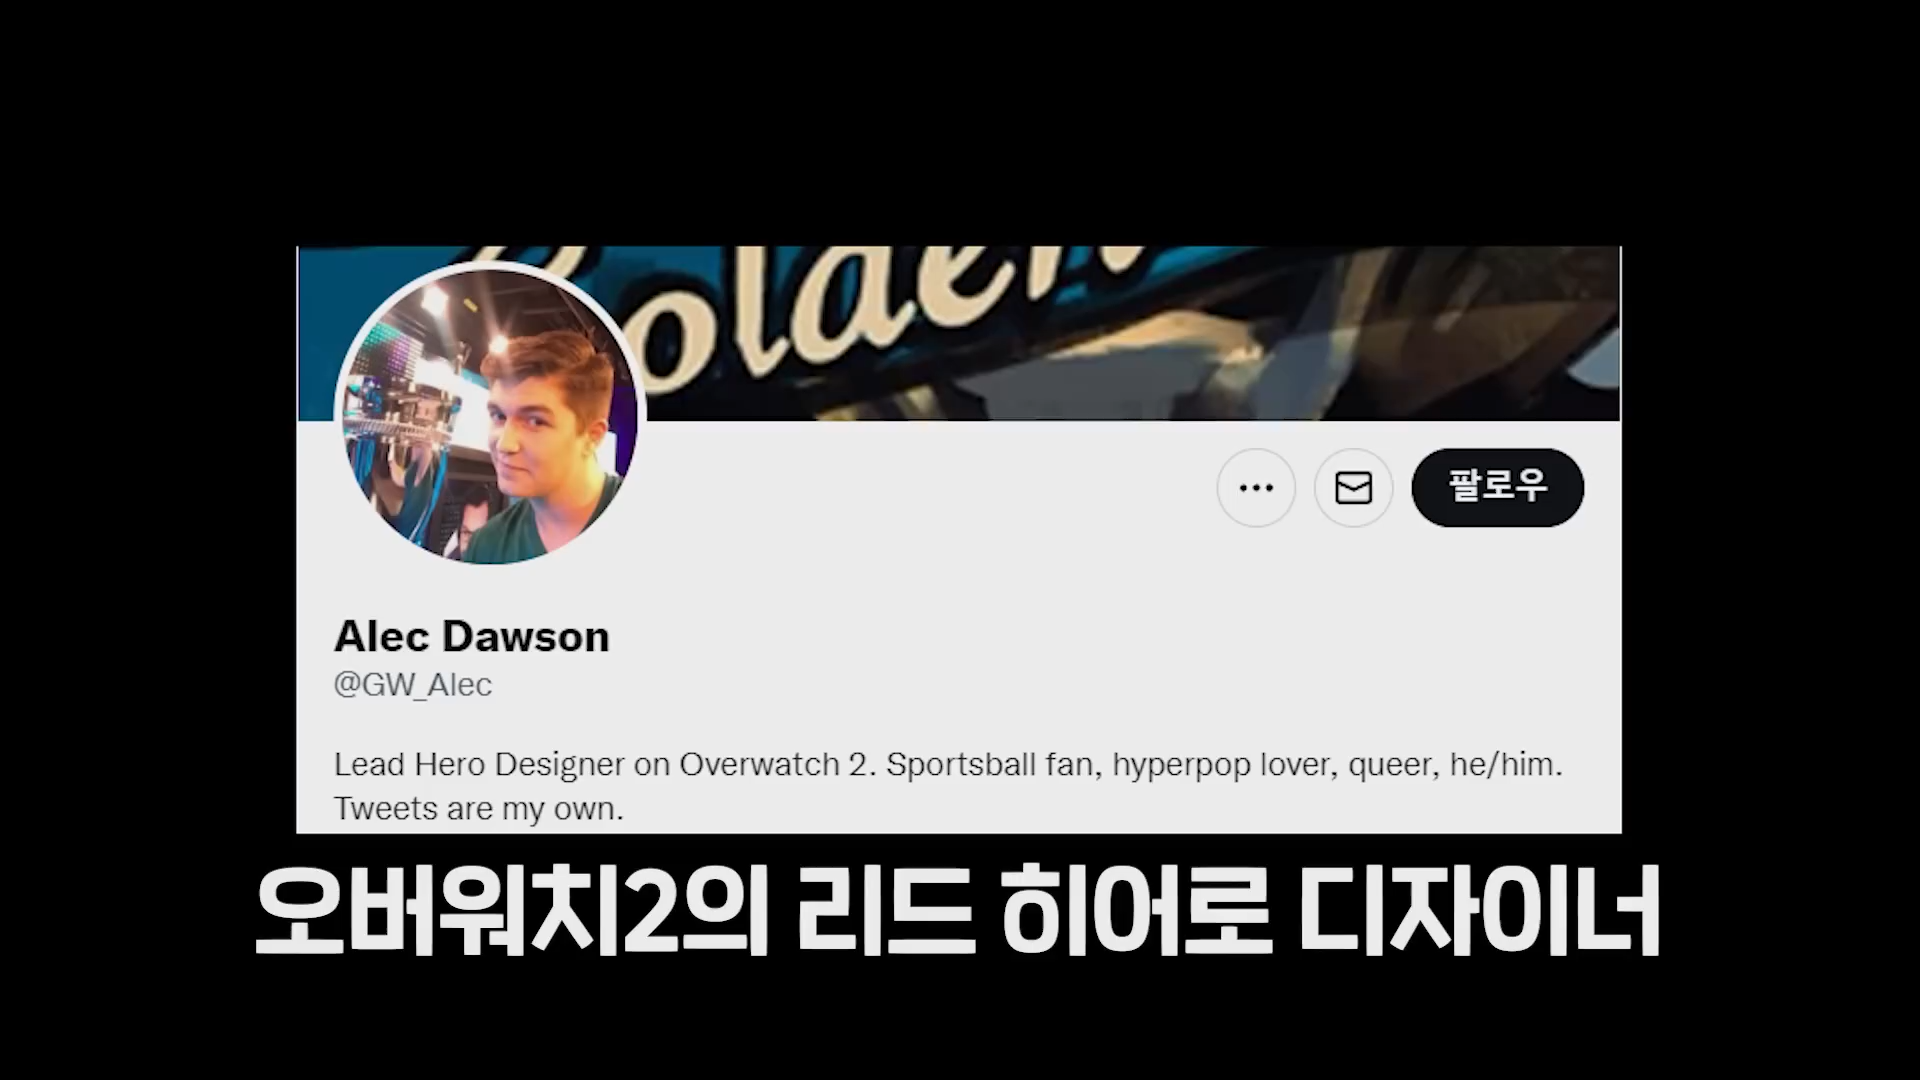 olden
팔로우
Alec Dawson
@GW_Alec
Lead Hero Designer on Overwatch 2. Sportsball fan, hyperpop lover, queer, he/him.
Tweets are my own.
오버워치2의 리드 히어로 디자이너